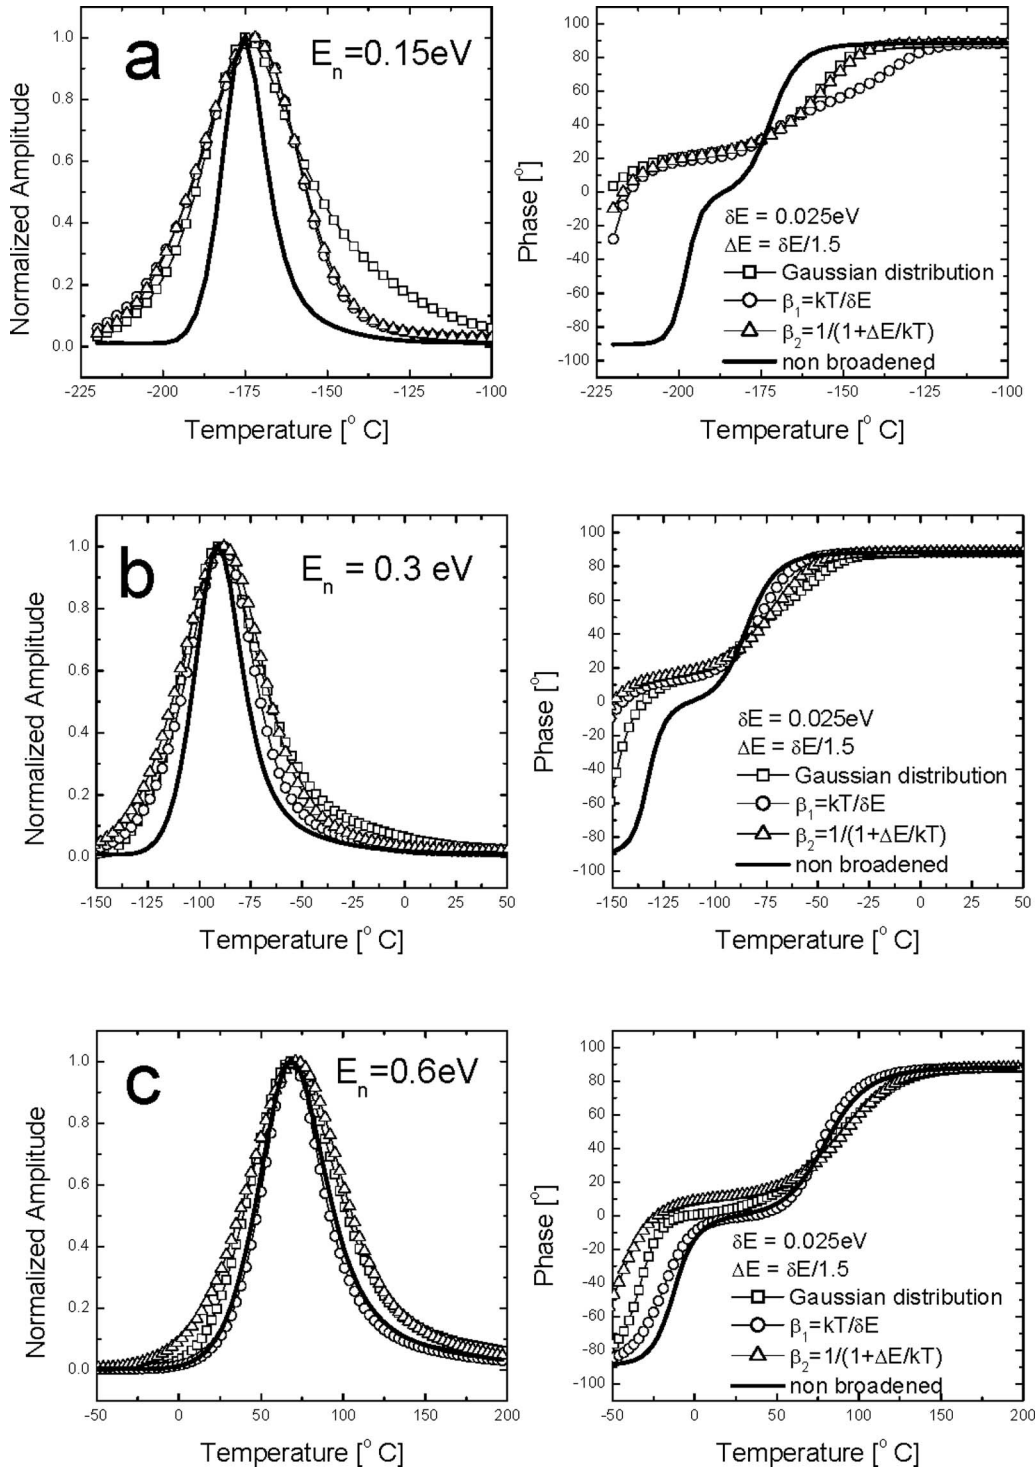 a
E_n=0.15eV
Normalized Amplitude
1.0
0.8
0.6
0.4
0.2
0.0
-225 -200 -175 -150 -125 -100
Temperature [° C]
Phase [°]
100
80
60
40
20
0
-20
-40
-60
-80
-100
δE = 0.025eV
ΔE = δE/1.5
Gaussian distribution
β₁=kT/δE
β₂=1/(1+ΔE/kT)
non broadened
-225 -200 -175 -150 -125 -100
Temperature [° C]
b
E_n = 0.3 eV
Normalized Amplitude
1.0
0.8
0.6
0.4
0.2
0.0
-150 -125 -100 -75 -50 -25 0 25 50
Temperature [° C]
Phase [°]
100
80
60
40
20
0
-20
-40
-60
-80
-100
δE = 0.025eV
ΔE = δE/1.5
Gaussian distribution
β₁=kT/δE
β₂=1/(1+ΔE/kT)
non broadened
-150 -125 -100 -75 -50 -25 0 25 50
Temperature [° C]
c
E_n=0.6eV
Normalized Amplitude
1.0
0.8
0.6
0.4
0.2
0.0
-50 0 50 100 150 200
Temperature [° C]
Phase [°]
100
80
60
40
20
0
-20
-40
-60
-80
-100
δE = 0.025eV
ΔE = δE/1.5
Gaussian distribution
β₁=kT/δE
β₂=1/(1+ΔE/kT)
non broadened
-50 0 50 100 150 200
Temperature [° C]